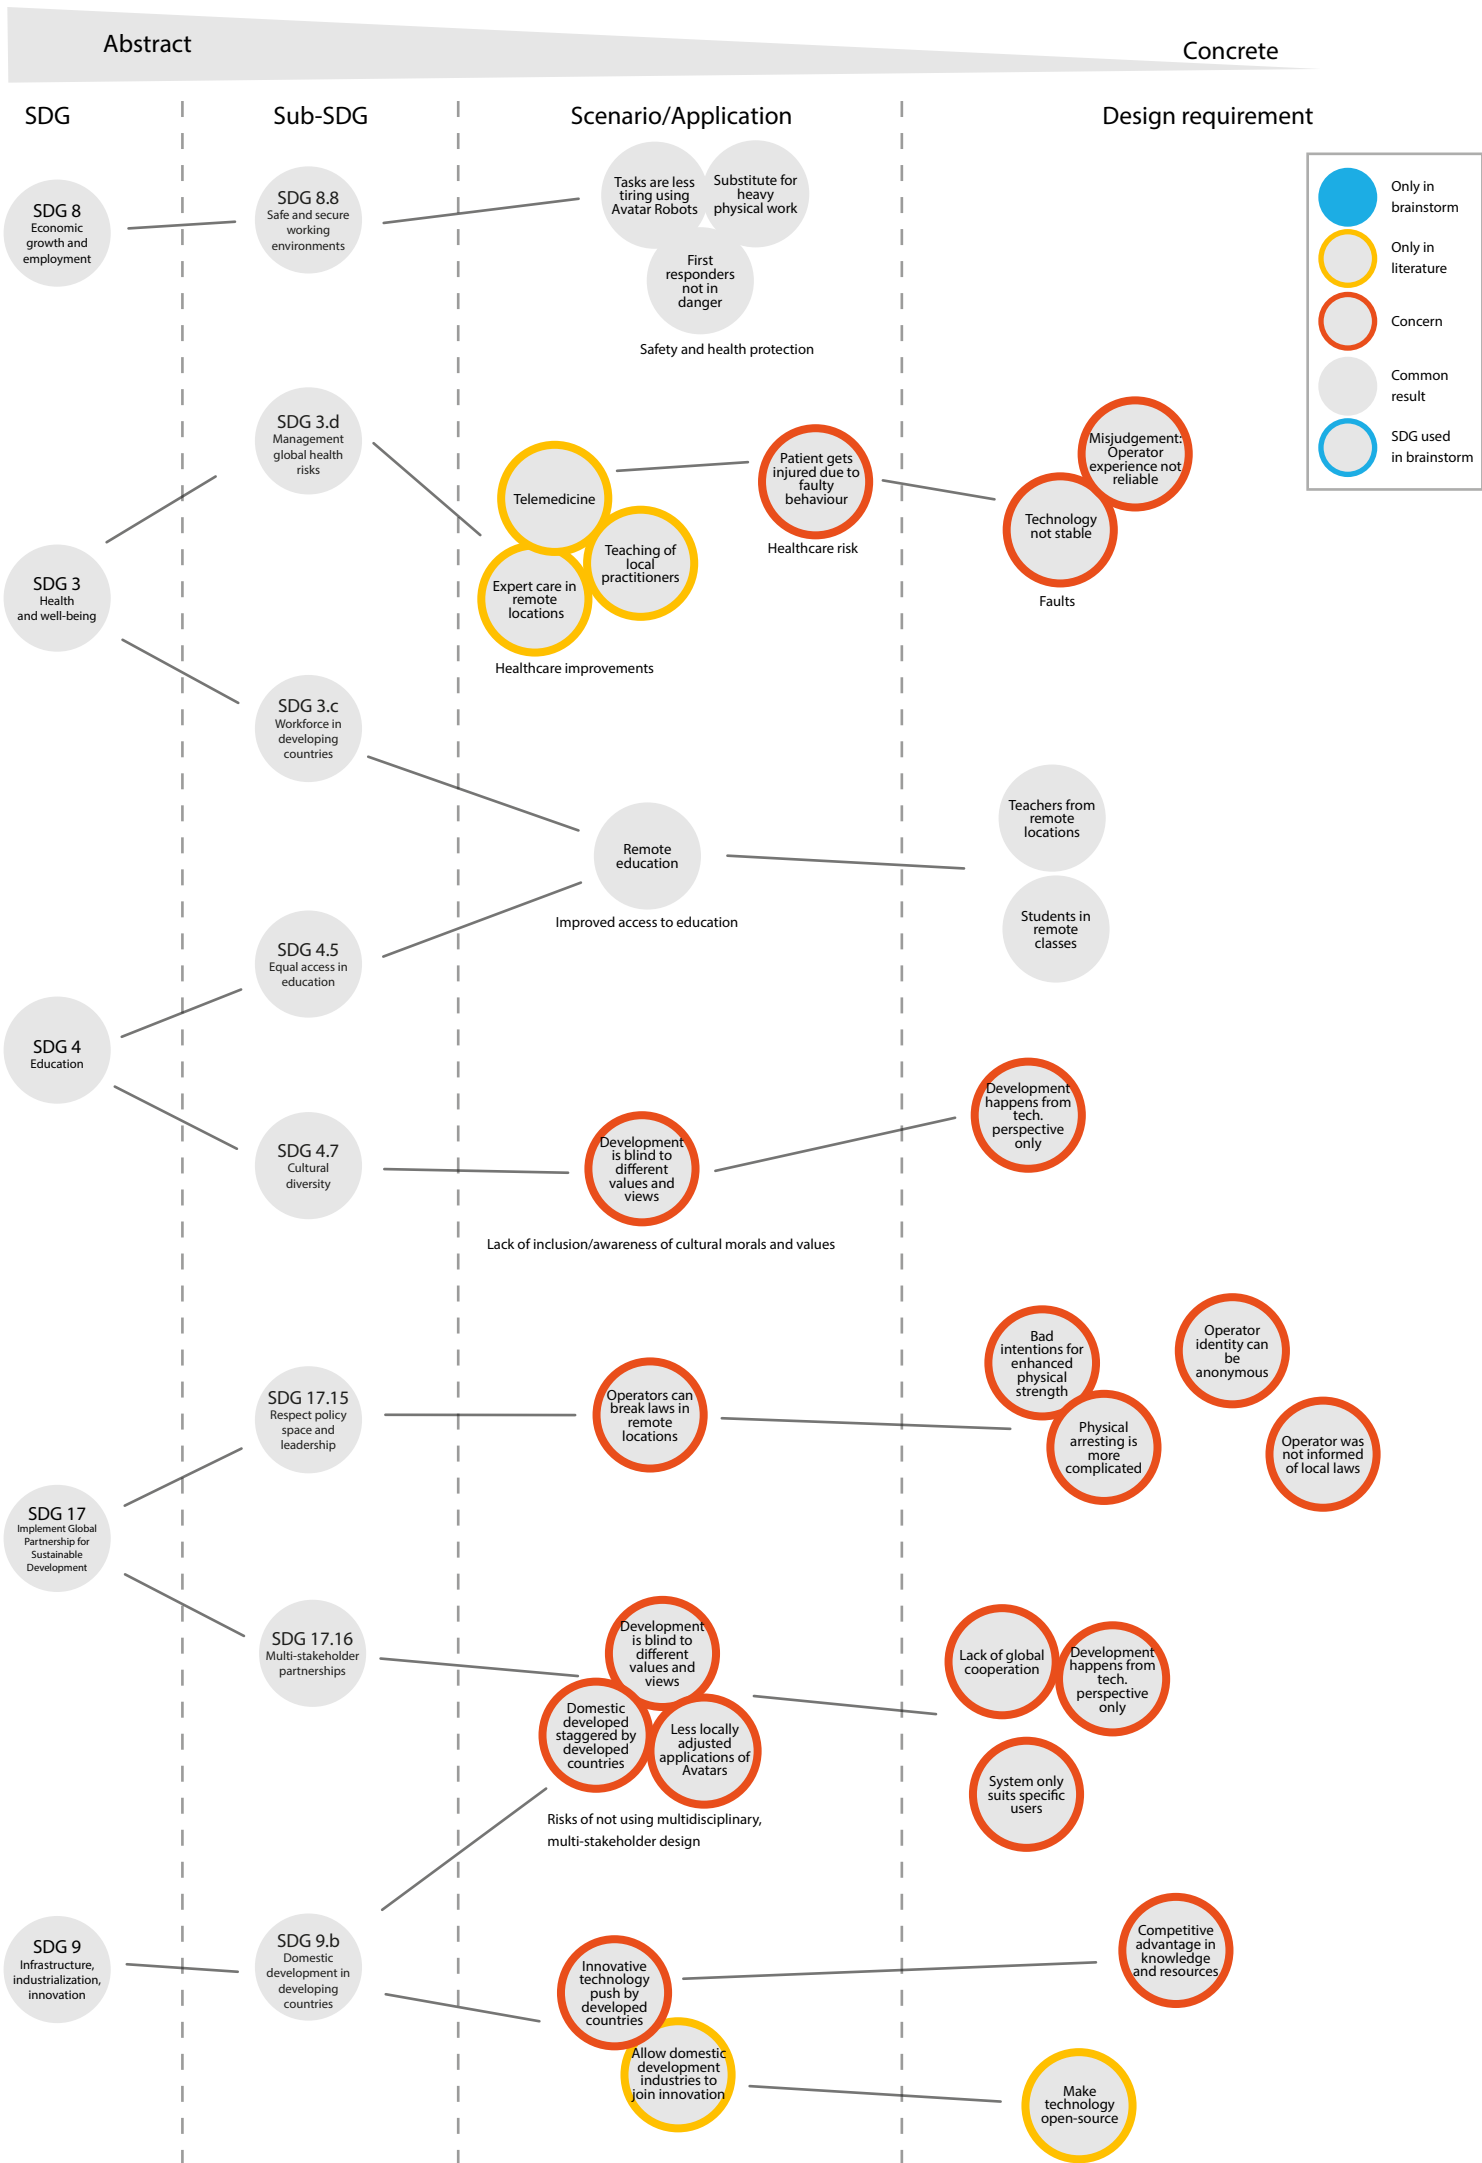 Abstract
Concrete
SDG
Sub-SDG
Scenario/Application
Design requirement
Only in
brainstorm
Only in
literature
Concern
Common
result
SDG used
in brainstorm
SDG 8
Economic
growth and
employment
SDG 8.8
Safe and secure
working
environments
Tasks are less
tiring using
Avatar Robots
Substitute for
heavy
physical work
First
responders
not in
danger
Safety and health protection
SDG 3
Health
and well-being
SDG 3.d
Management
global health
risks
Telemedicine
Teaching of
local
practitioners
Expert care in
remote
locations
Healthcare improvements
Patient gets
injured due to
faulty
behaviour
Healthcare risk
Misjudgement:
Operator
experience not
reliable
Technology
not stable
Faults
SDG 3.c
Workforce in
developing
countries
Remote
education
Improved access to education
Teachers from
remote
locations
Students in
remote
classes
SDG 4
Education
SDG 4.5
Equal access in
education
SDG 4.7
Cultural
diversity
Development
is blind to
different
values and
views
Lack of inclusion/awareness of cultural morals and values
Development
happens from
tech.
perspective
only
SDG 17
Implement Global
Partnership for
Sustainable
Development
SDG 17.15
Respect policy
space and
leadership
Operators can
break laws in
remote
locations
Bad
intentions for
enhanced
physical
strength
Physical
arresting is
more
complicated
Operator
identity can
be
anonymous
Operator was
not informed
of local laws
SDG 17.16
Multi-stakeholder
partnerships
Development
is blind to
different
values and
views
Domestic
developed
staggered by
developed
countries
Less locally
adjusted
applications of
Avatars
Risks of not using multidisciplinary,
multi-stakeholder design
Lack of global
cooperation
Development
happens from
tech.
perspective
only
System only
suits specific
users
SDG 9
Infrastructure,
industrialization,
innovation
SDG 9.b
Domestic
development in
developing
countries
Innovative
technology
push by
developed
countries
Allow domestic
development
industries to
join innovation
Competitive
advantage in
knowledge
and resources
Make
technology
open-source